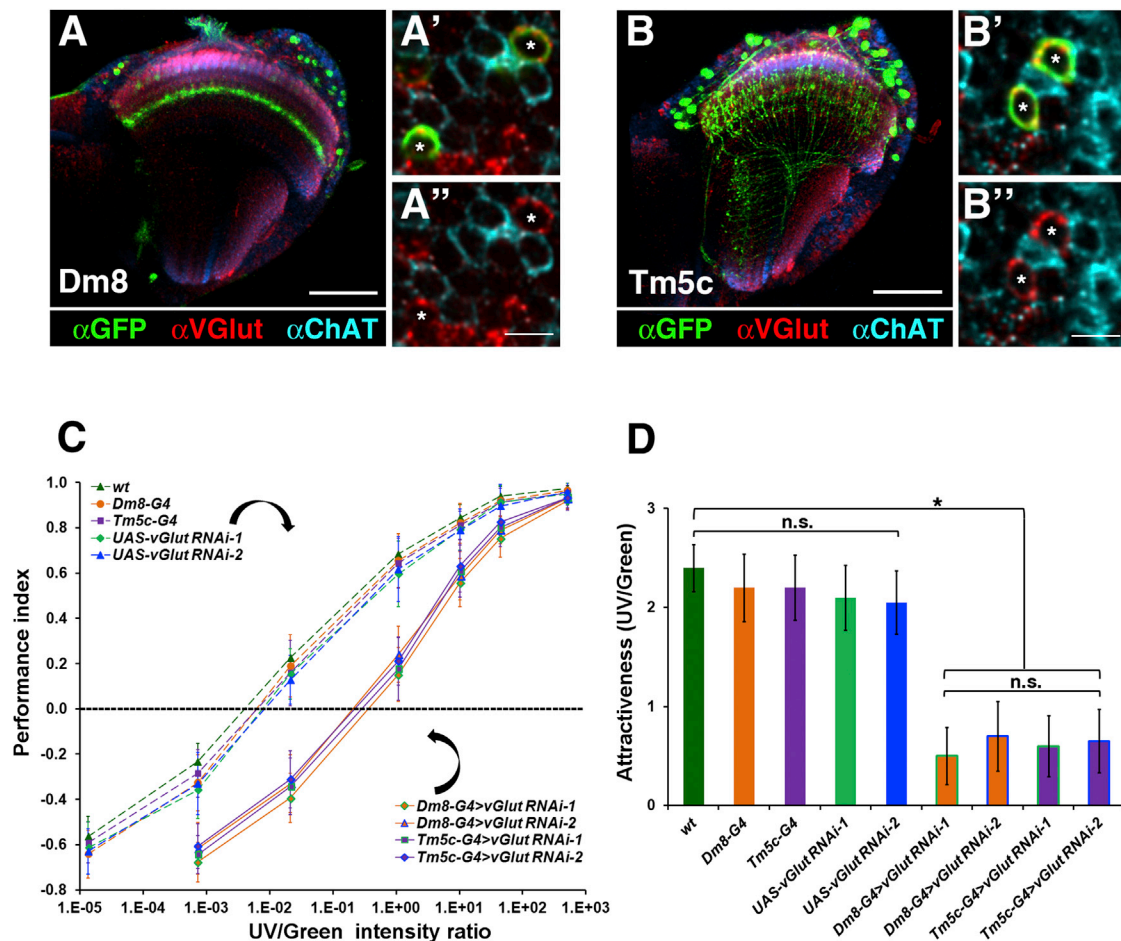 A
A’
B
B’
A’’
B’’
Dm8
Tm5c
αGFP αVGlut αChAT
αGFP αVGlut αChAT
C
D
wt
Dm8-G4
Tm5c-G4
UAS-vGlut RNAi-1
UAS-vGlut RNAi-2
Performance index
1.0
0.8
0.6
0.4
0.2
0.0
-0.2
-0.4
-0.6
-0.8
Dm8-G4>vGlut RNAi-1
Dm8-G4>vGlut RNAi-2
Tm5c-G4>vGlut RNAi-1
Tm5c-G4>vGlut RNAi-2
1.E-05 1.E-03 1.E-02 1.E-01 1.E+00 1.E+01 1.E+02 1.E+03
UV/Green intensity ratio
Attractiveness (UV/Green)
3
2
1
0
*
n.s.
n.s.
wt
Dm8-G4
Tm5c-G4
UAS-vGlut RNAi-1
UAS-vGlut RNAi-2
Dm8-G4>vGlut RNAi-1
Dm8-G4>vGlut RNAi-2
Tm5c-G4>vGlut RNAi-1
Tm5c-G4>vGlut RNAi-2